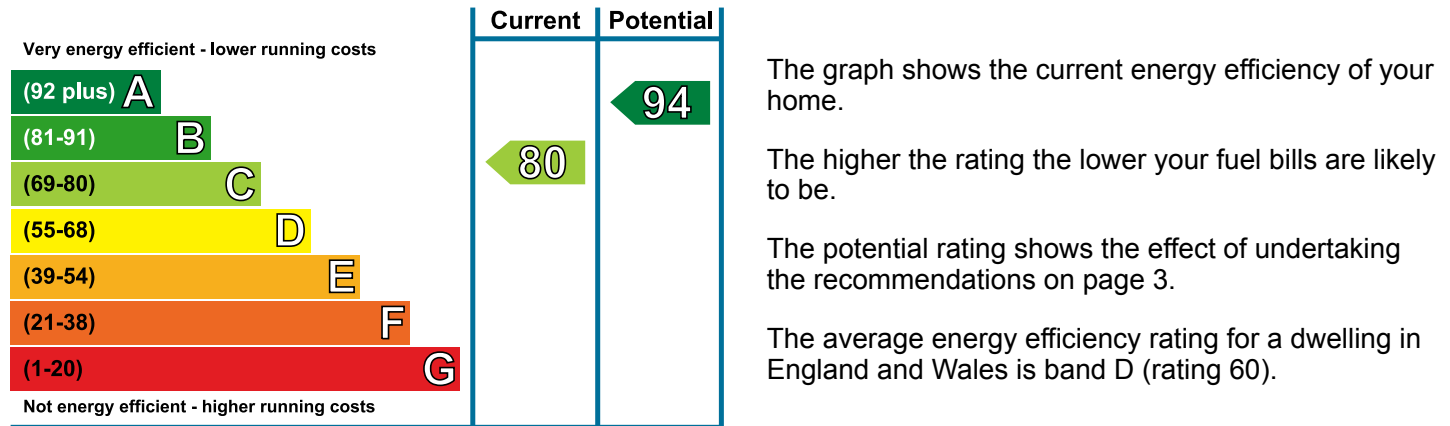 Current Potential
Very energy efficient - lower running costs
(92 plus) A
94
(81-91) B
80
(69-80) C
(55-68) D
(39-54) E
(21-38) F
(1-20) G
Not energy efficient - higher running costs
The graph shows the current energy efficiency of your
home.
The higher the rating the lower your fuel bills are likely
to be.
The potential rating shows the effect of undertaking
the recommendations on page 3.
The average energy efficiency rating for a dwelling in
England and Wales is band D (rating 60).